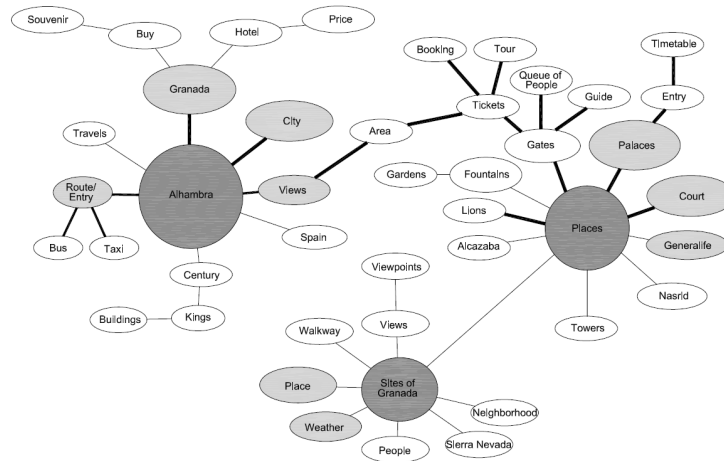 Souvenir
Buy
Hotel
Price
Granada
City
Travels
Route/
Entry
Alhambra
Views
Bus
Taxi
Spain
Century
Buildings
Kings
Area
Booking
Tour
Tickets
Queue of
People
Guide
Gates
Timetable
Entry
Palaces
Gardens
Fountains
Lions
Alcazaba
Places
Court
Generalife
Nasrid
Towers
Viewpoints
Views
Walkway
Place
Sites of
Granada
Weather
People
Neighborhood
Sierra Nevada